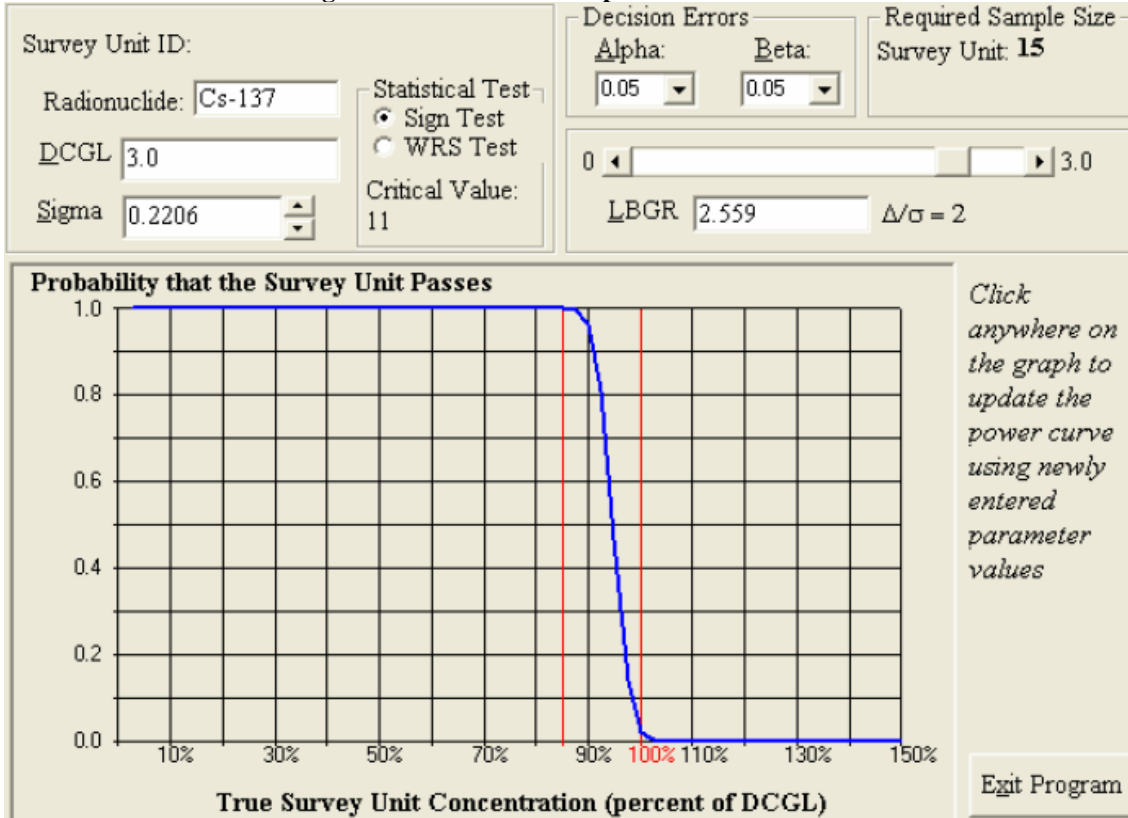 Survey Unit ID:
Radionuclide: Cs-137
DCGL 3.0
Sigma 0.2206
Statistical Test
Sign Test
WRS Test
Critical Value:
11
Decision Errors
Alpha: Beta:
0.05 0.05
Required Sample Size
Survey Unit: 15
0 3.0
LBGR 2.559 Δ/σ = 2
Probability that the Survey Unit Passes
1.0
0.8
0.6
0.4
0.2
0.0
10% 30% 50% 70% 90% 100% 110% 130% 150%
True Survey Unit Concentration (percent of DCGL)
Click
anywhere on
the graph to
update the
power curve
using newly
entered
parameter
values
Exit Program